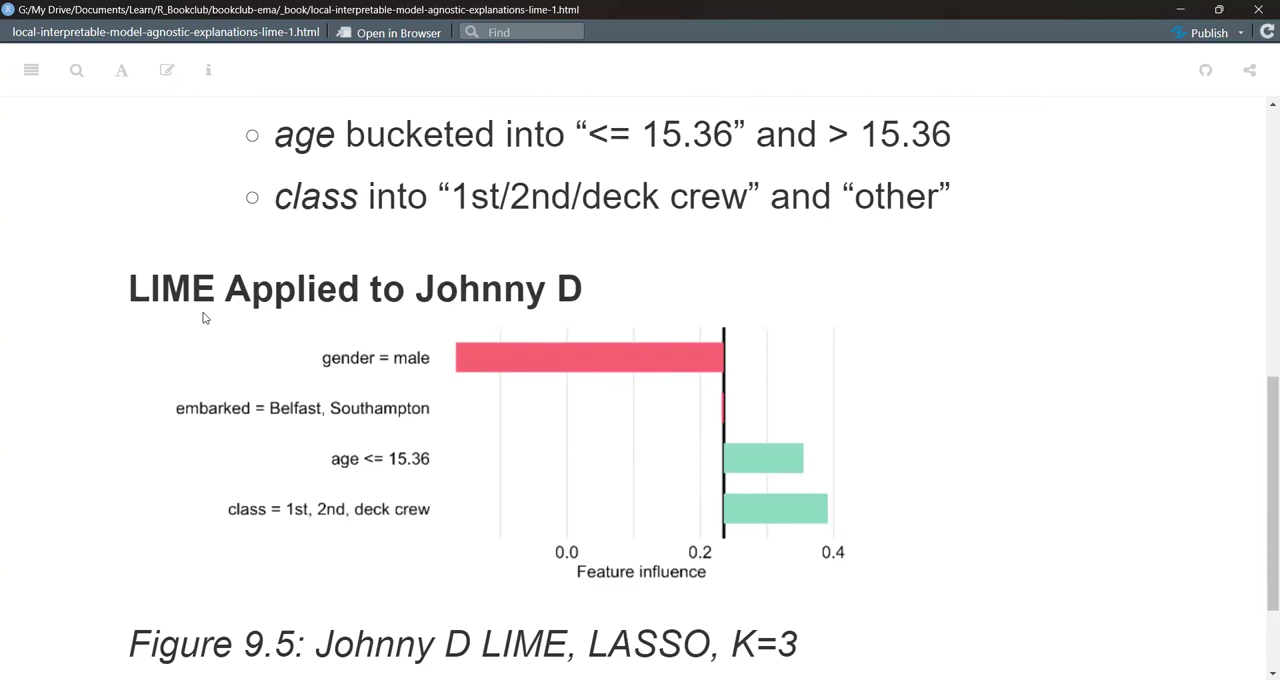 G:/My Drive/Documents/Learn/R_Bookclub/bookclub-ema/_book/local-interpretable-model-agnostic-explanations-lime-1.html
local-interpretable-model-agnostic-explanations-lime-1.html Open in Browser Find Publish
age bucketed into “<= 15.36” and > 15.36
class into “1st/2nd/deck crew” and “other”
LIME Applied to Johnny D
gender = male
embarked = Belfast, Southampton
age <= 15.36
class = 1st, 2nd, deck crew
0.0 0.2 0.4
Feature influence
Figure 9.5: Johnny D LIME, LASSO, K=3